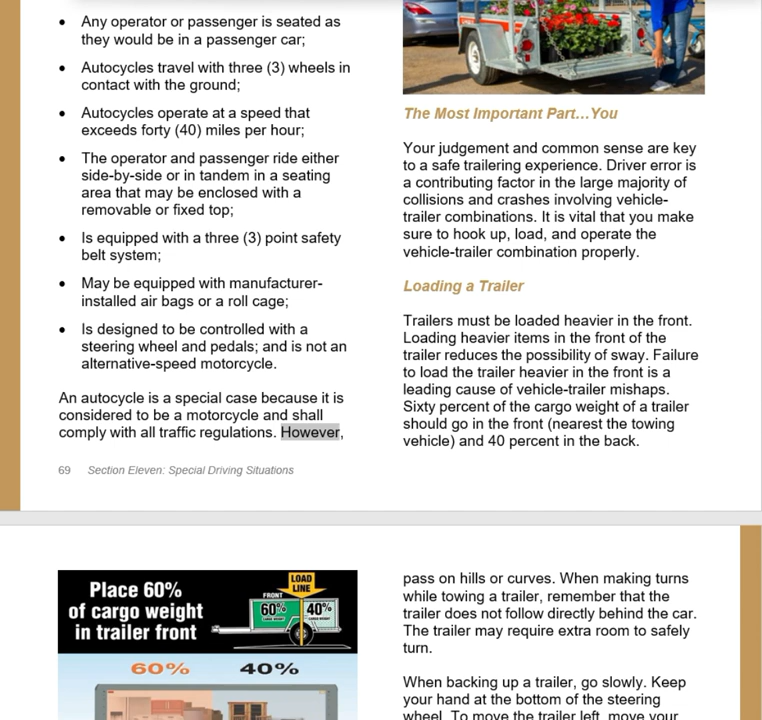 • Any operator or passenger is seated as
they would be in a passenger car;
• Autocycles travel with three (3) wheels in
contact with the ground;
• Autocycles operate at a speed that
exceeds forty (40) miles per hour;
• The operator and passenger ride either
side-by-side or in tandem in a seating
area that may be enclosed with a
removable or fixed top;
• Is equipped with a three (3) point safety
belt system;
• May be equipped with manufacturer-
installed air bags or a roll cage;
• Is designed to be controlled with a
steering wheel and pedals; and is not an
alternative-speed motorcycle.
An autocycle is a special case because it is
considered to be a motorcycle and shall
comply with all traffic regulations. However,
69 Section Eleven: Special Driving Situations
The Most Important Part…You
Your judgement and common sense are key
to a safe trailering experience. Driver error is
a contributing factor in the large majority of
collisions and crashes involving vehicle-
trailer combinations. It is vital that you make
sure to hook up, load, and operate the
vehicle-trailer combination properly.
Loading a Trailer
Trailers must be loaded heavier in the front.
Loading heavier items in the front of the
trailer reduces the possibility of sway. Failure
to load the trailer heavier in the front is a
leading cause of vehicle-trailer mishaps.
Sixty percent of the cargo weight of a trailer
should go in the front (nearest the towing
vehicle) and 40 percent in the back.
Place 60%
of cargo weight
in trailer front
LOAD
LINE
FRONT
60% 40%
CARGO WEIGHT CARGO WEIGHT
60% 40%
pass on hills or curves. When making turns
while towing a trailer, remember that the
trailer does not follow directly behind the car.
The trailer may require extra room to safely
turn.
When backing up a trailer, go slowly. Keep
your hand at the bottom of the steering
wheel. To move the trailer left, move your